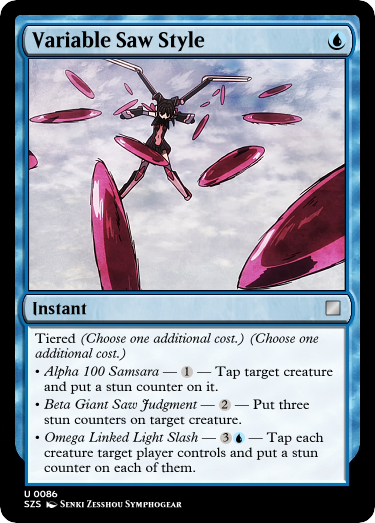 Variable Saw Style
Instant
Tiered (Choose one additional cost.) (Choose one
additional cost.)
• Alpha 100 Samsara — 1 — Tap target creature
and put a stun counter on it.
• Beta Giant Saw Judgment — 2 — Put three
stun counters on target creature.
• Omega Linked Light Slash — 3 — Tap each
creature target player controls and put a stun
counter on each of them.
U 0086
SZS Senki Zesshou Symphogear